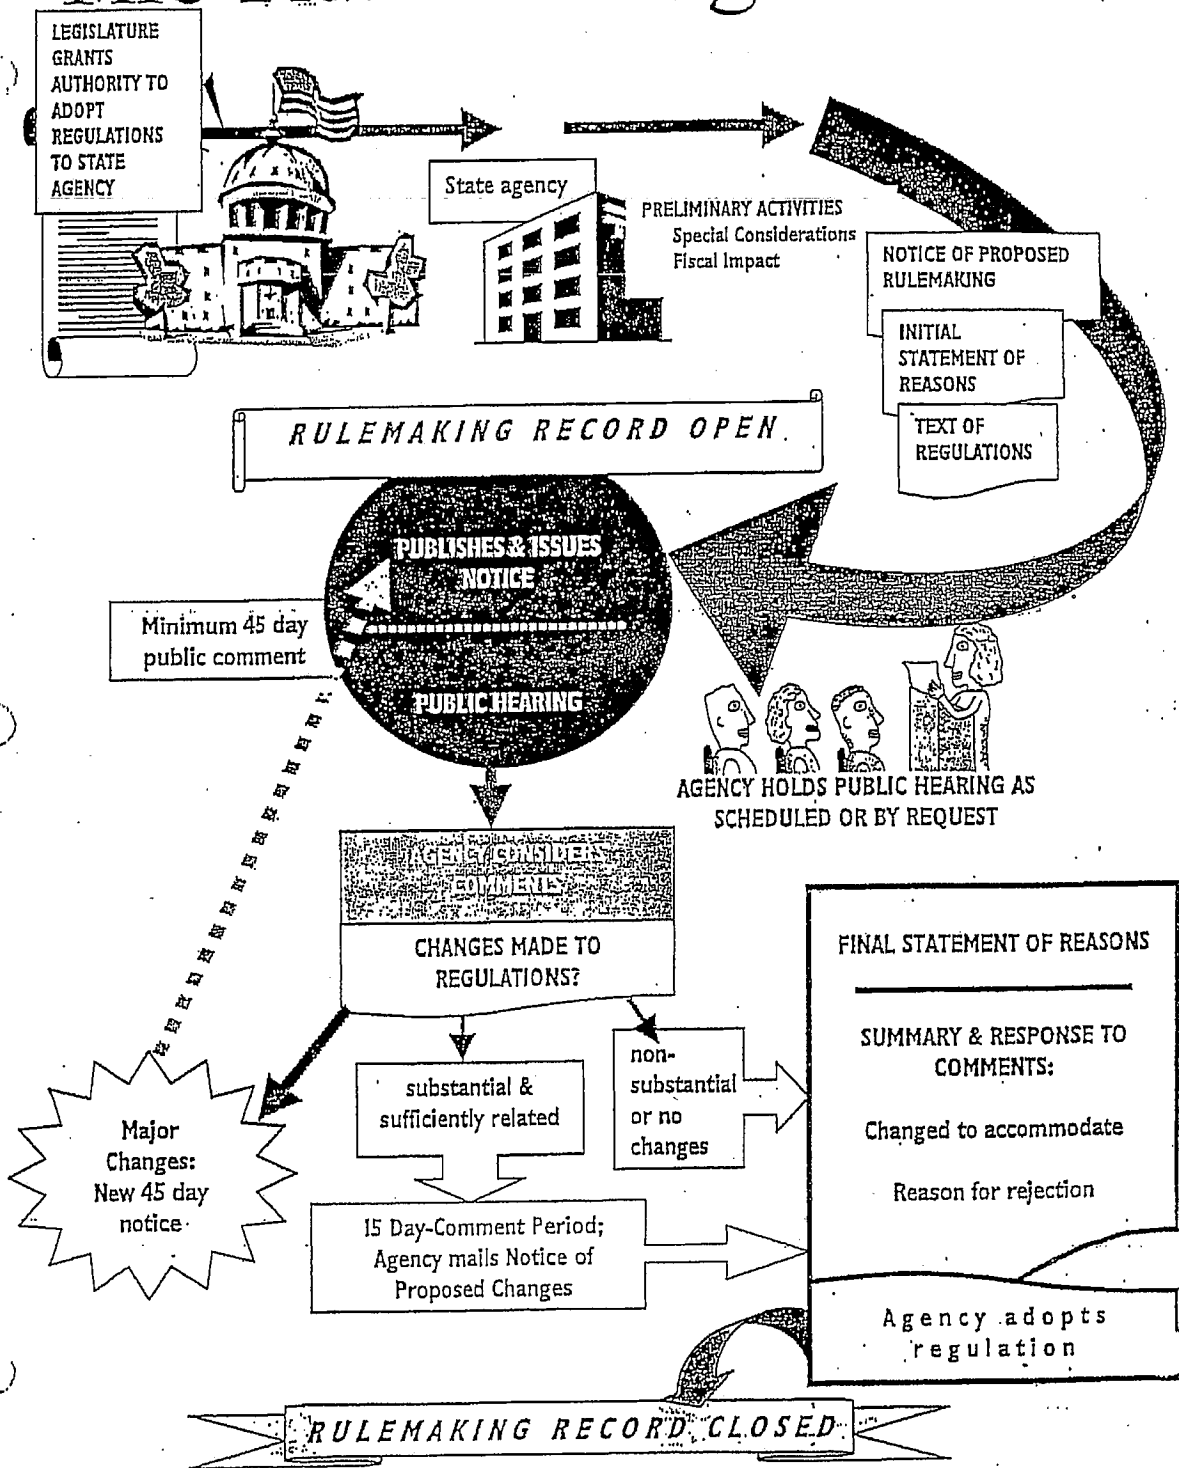 LEGISLATURE
GRANTS
AUTHORITY TO
ADOPT
REGULATIONS
TO STATE
AGENCY
State agency
PRELIMINARY ACTIVITIES
Special Considerations
Fiscal Impact
NOTICE OF PROPOSED
RULEMAKING
INITIAL
STATEMENT OF
REASONS
TEXT OF
REGULATIONS
RULEMAKING RECORD OPEN
PUBLISHES & ISSUES
NOTICE
Minimum 45 day
public comment
PUBLIC HEARING
AGENCY HOLDS PUBLIC HEARING AS
SCHEDULED OR BY REQUEST
AGENCY CONSIDERS
COMMENTS
CHANGES MADE TO
REGULATIONS?
Major
Changes:
New 45 day
notice
substantial &
sufficiently related
non-
substantial
or no
changes
15 Day-Comment Period;
Agency mails Notice of
Proposed Changes
FINAL STATEMENT OF REASONS
SUMMARY & RESPONSE TO
COMMENTS:
Changed to accommodate
Reason for rejection
Agency adopts
regulation
RULEMAKING RECORD CLOSED